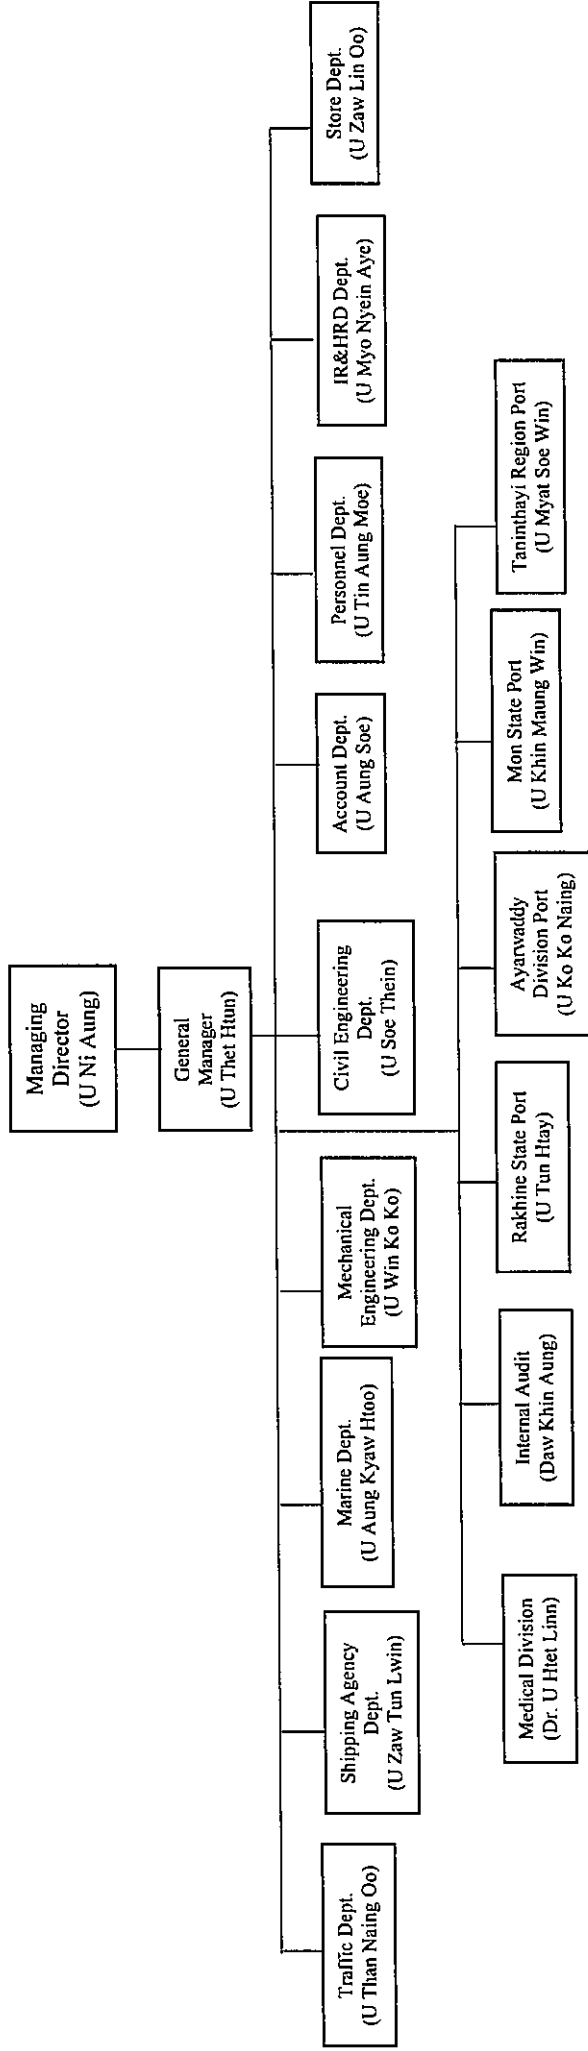 Managing
Director
(U Ni Aung)
General
Manager
(U Thet Htun)
Traffic Dept.
(U Than Naing Oo)
Shipping Agency
Dept.
(U Zaw Tun Lwin)
Marine Dept.
(U Aung Kyaw Htoo)
Mechanical
Engineering Dept.
(U Win Ko Ko)
Civil Engineering
Dept.
(U Soe Thein)
Account Dept.
(U Aung Soe)
Personnel Dept.
(U Tin Aung Moe)
IR&HRD Dept.
(U Myo Nyein Aye)
Store Dept.
(U Zaw Lin Oo)
Medical Division
(Dr. U Htet Linn)
Internal Audit
(Daw Khin Aung)
Rakhine State Port
(U Tun Htay)
Ayarwaddy
Division Port
(U Ko Ko Naing)
Mon State Port
(U Khin Maung Win)
Taninthayi Region Port
(U Myat Soe Win)